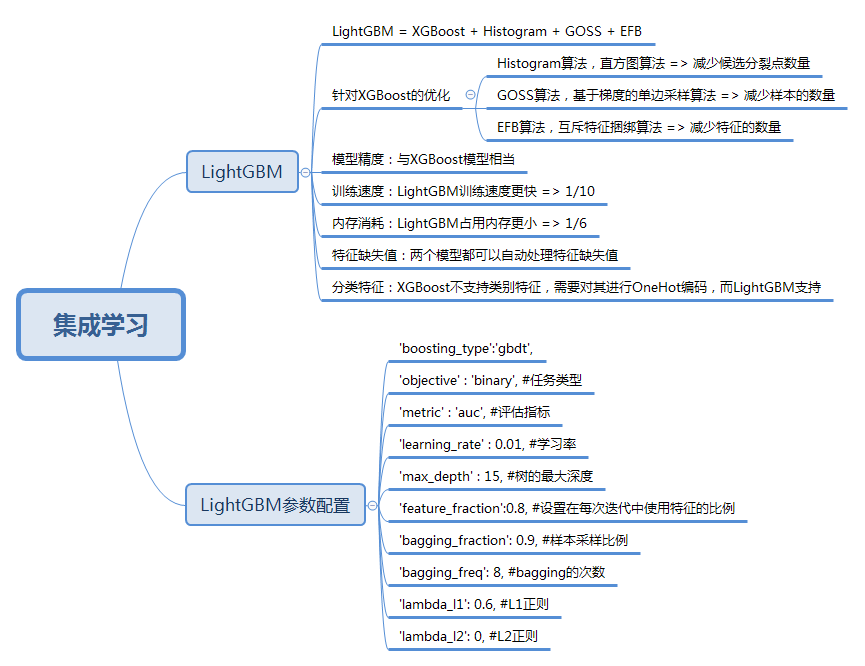 集成学习
LightGBM
LightGBM = XGBoost + Histogram + GOSS + EFB
针对XGBoost的优化
Histogram算法，直方图算法 => 减少候选分裂点数量
GOSS算法，基于梯度的单边采样算法 => 减少样本的数量
EFB算法，互斥特征捆绑算法 => 减少特征的数量
模型精度：与XGBoost模型相当
训练速度：LightGBM训练速度更快 => 1/10
内存消耗：LightGBM占用内存更小 => 1/6
特征缺失值：两个模型都可以自动处理特征缺失值
分类特征：XGBoost不支持类别特征，需要对其进行OneHot编码，而LightGBM支持
LightGBM参数配置
'boosting_type':'gbdt',
'objective' : 'binary', #任务类型
'metric' : 'auc', #评估指标
'learning_rate' : 0.01, #学习率
'max_depth' : 15, #树的最大深度
'feature_fraction':0.8, #设置在每次迭代中使用特征的比例
'bagging_fraction': 0.9, #样本采样比例
'bagging_freq': 8, #bagging的次数
'lambda_l1': 0.6, #L1正则
'lambda_l2': 0, #L2正则